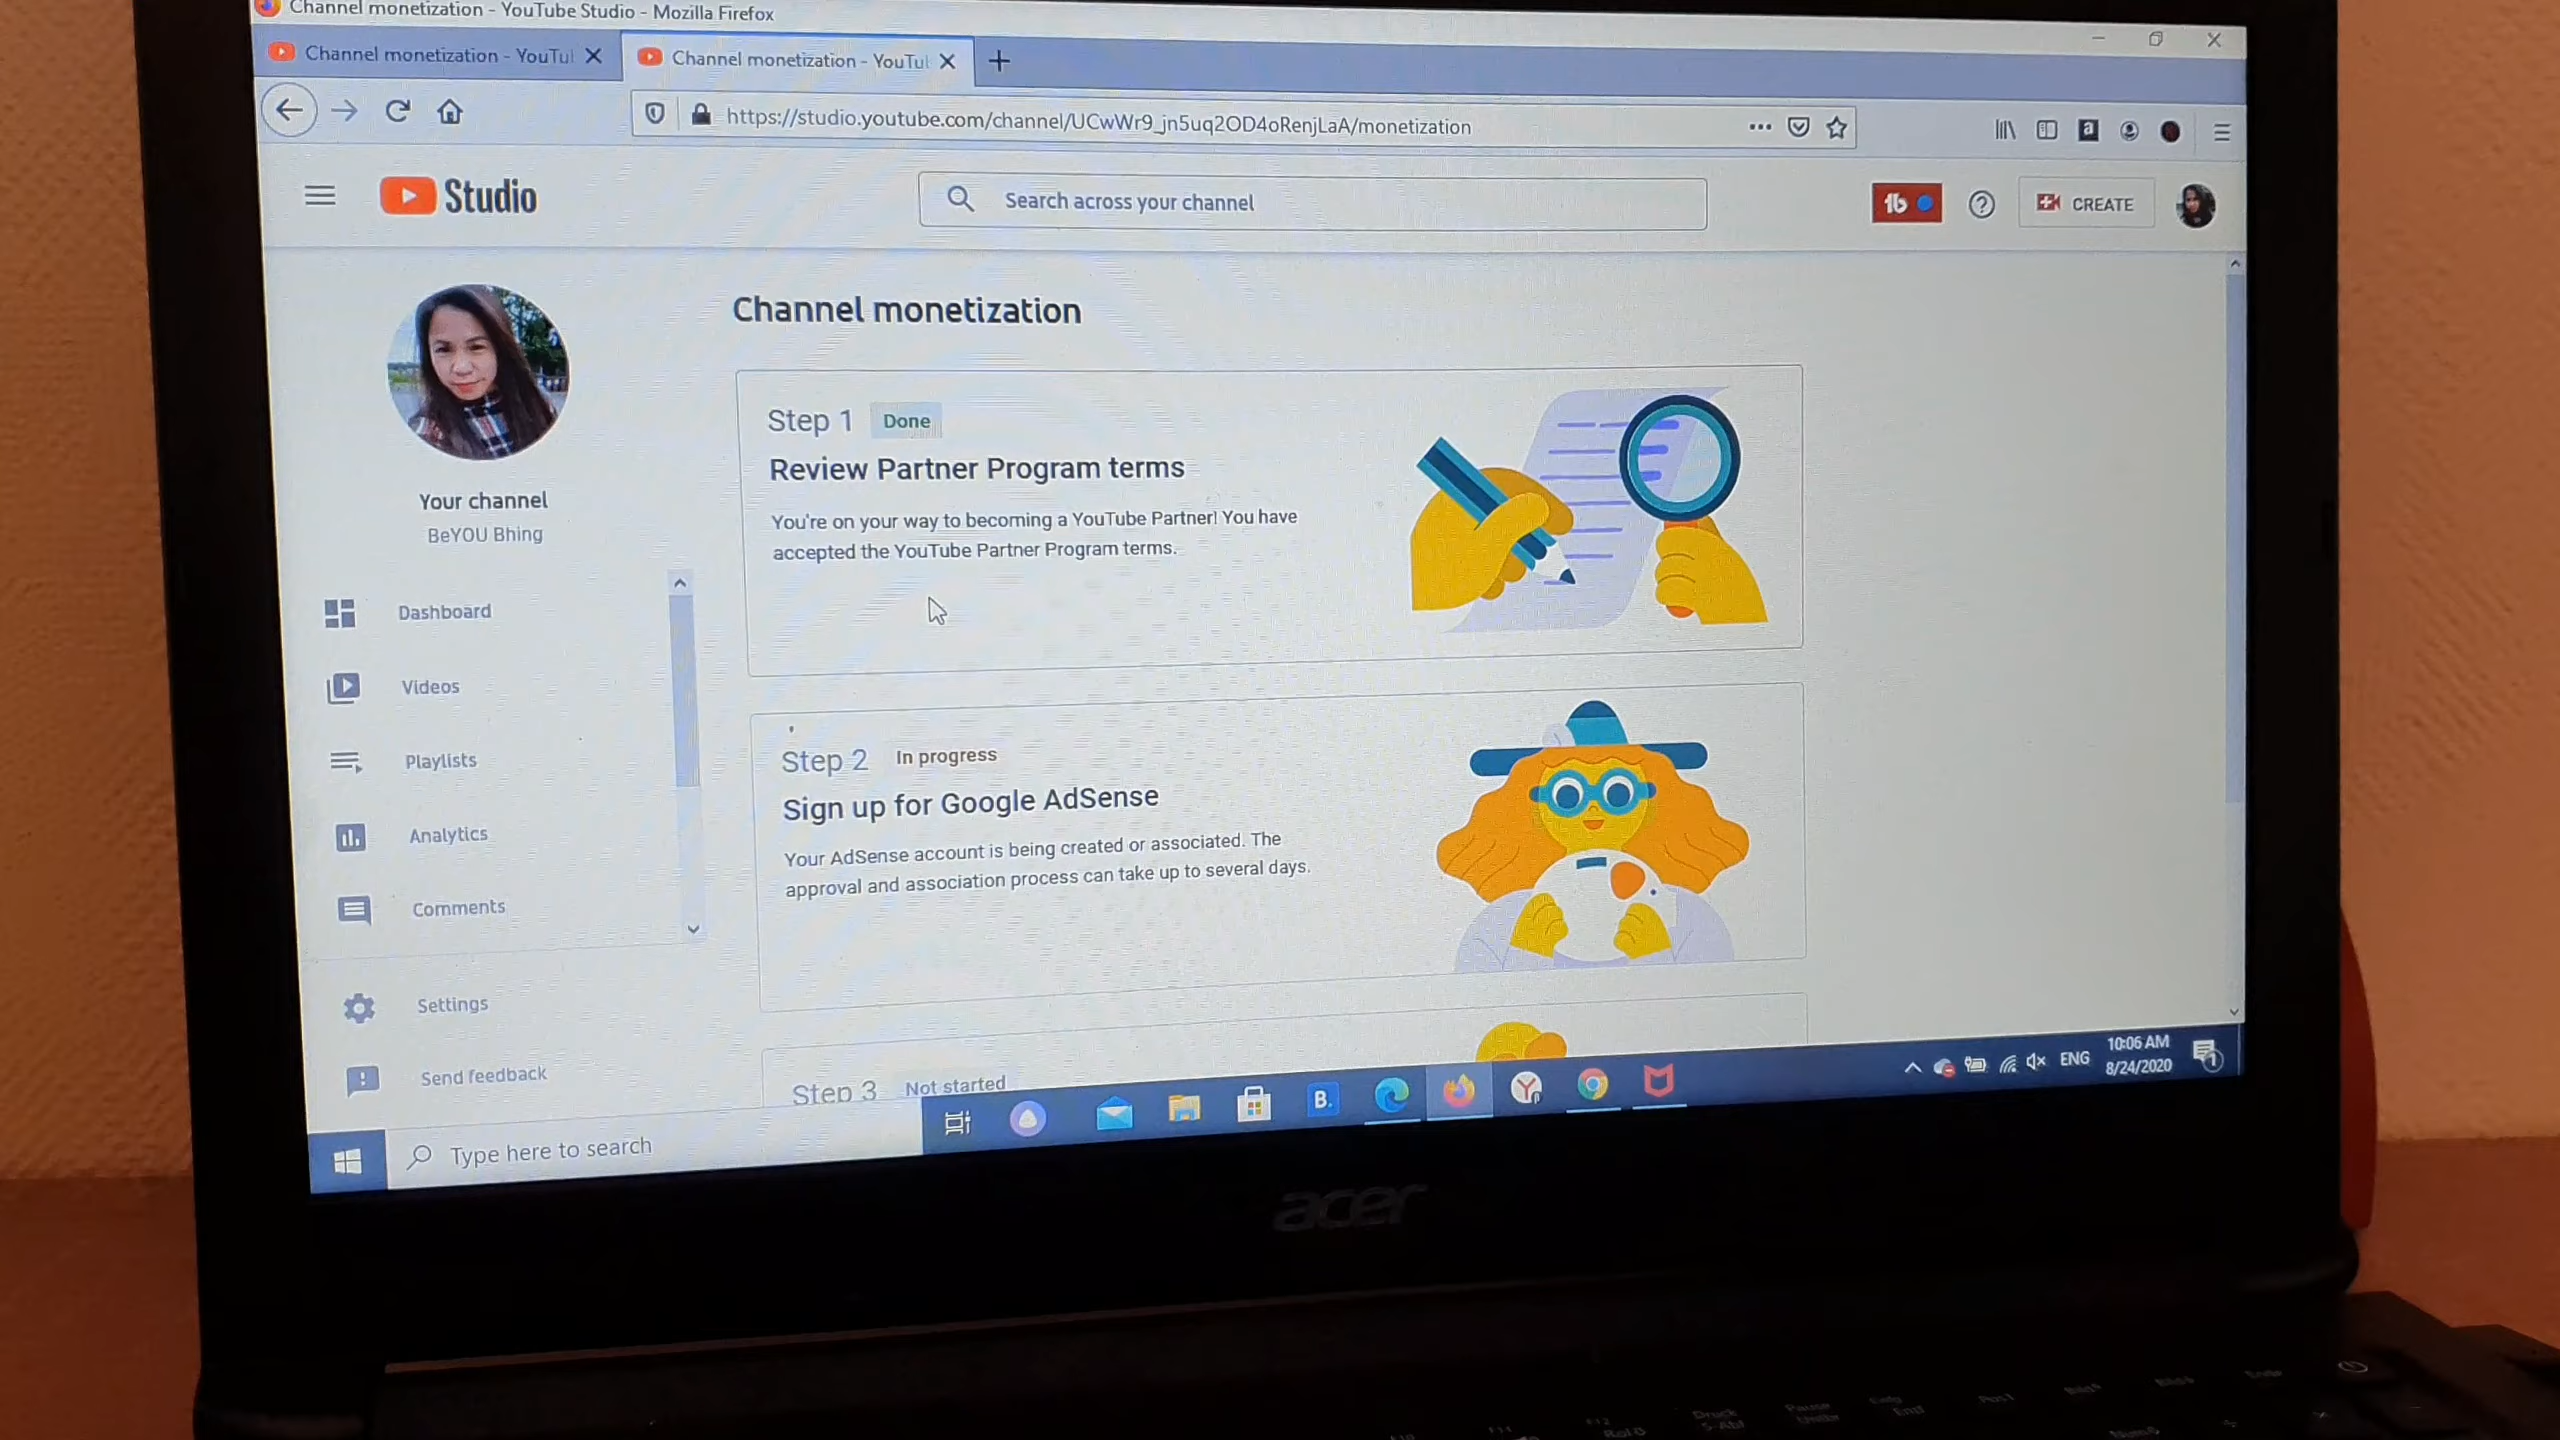 Channel monetization - YouTube Studio - Mozilla Firefox
Channel monetization - YouTul
Channel monetization - YouTul
https://studio.youtube.com/channel/UCwWr9_jn5uq2OD4oRenjLaA/monetization
Studio
Search across your channel
CREATE
Channel monetization
Step 1 Done
Review Partner Program terms
You're on your way to becoming a YouTube Partner! You have
accepted the YouTube Partner Program terms.
Your channel
BeYOU Bhing
Dashboard
Videos
Playlists
Analytics
Comments
Settings
Send feedback
Step 2 In progress
Sign up for Google AdSense
Your AdSense account is being created or associated. The
approval and association process can take up to several days.
Step 3 Not started
Type here to search
B.
ENG
10:06 AM
8/24/2020
acer